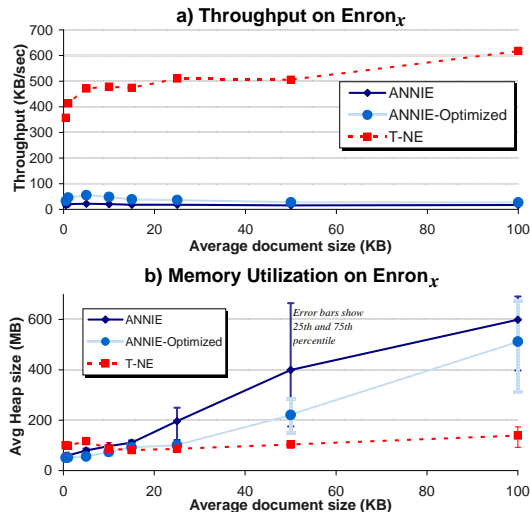 a) Throughput on Enronx
700
600
500
400
300
200
100
0
Throughput (KB/sec)
ANNIE
ANNIE-Optimized
T-NE
0 20 40 60 80 100
Average document size (KB)
b) Memory Utilization on Enronx
600
400
200
0
Avg Heap size (MB)
ANNIE
ANNIE-Optimized
T-NE
Error bars show
25th and 75th
percentile
0 20 40 60 80 100
Average document size (KB)